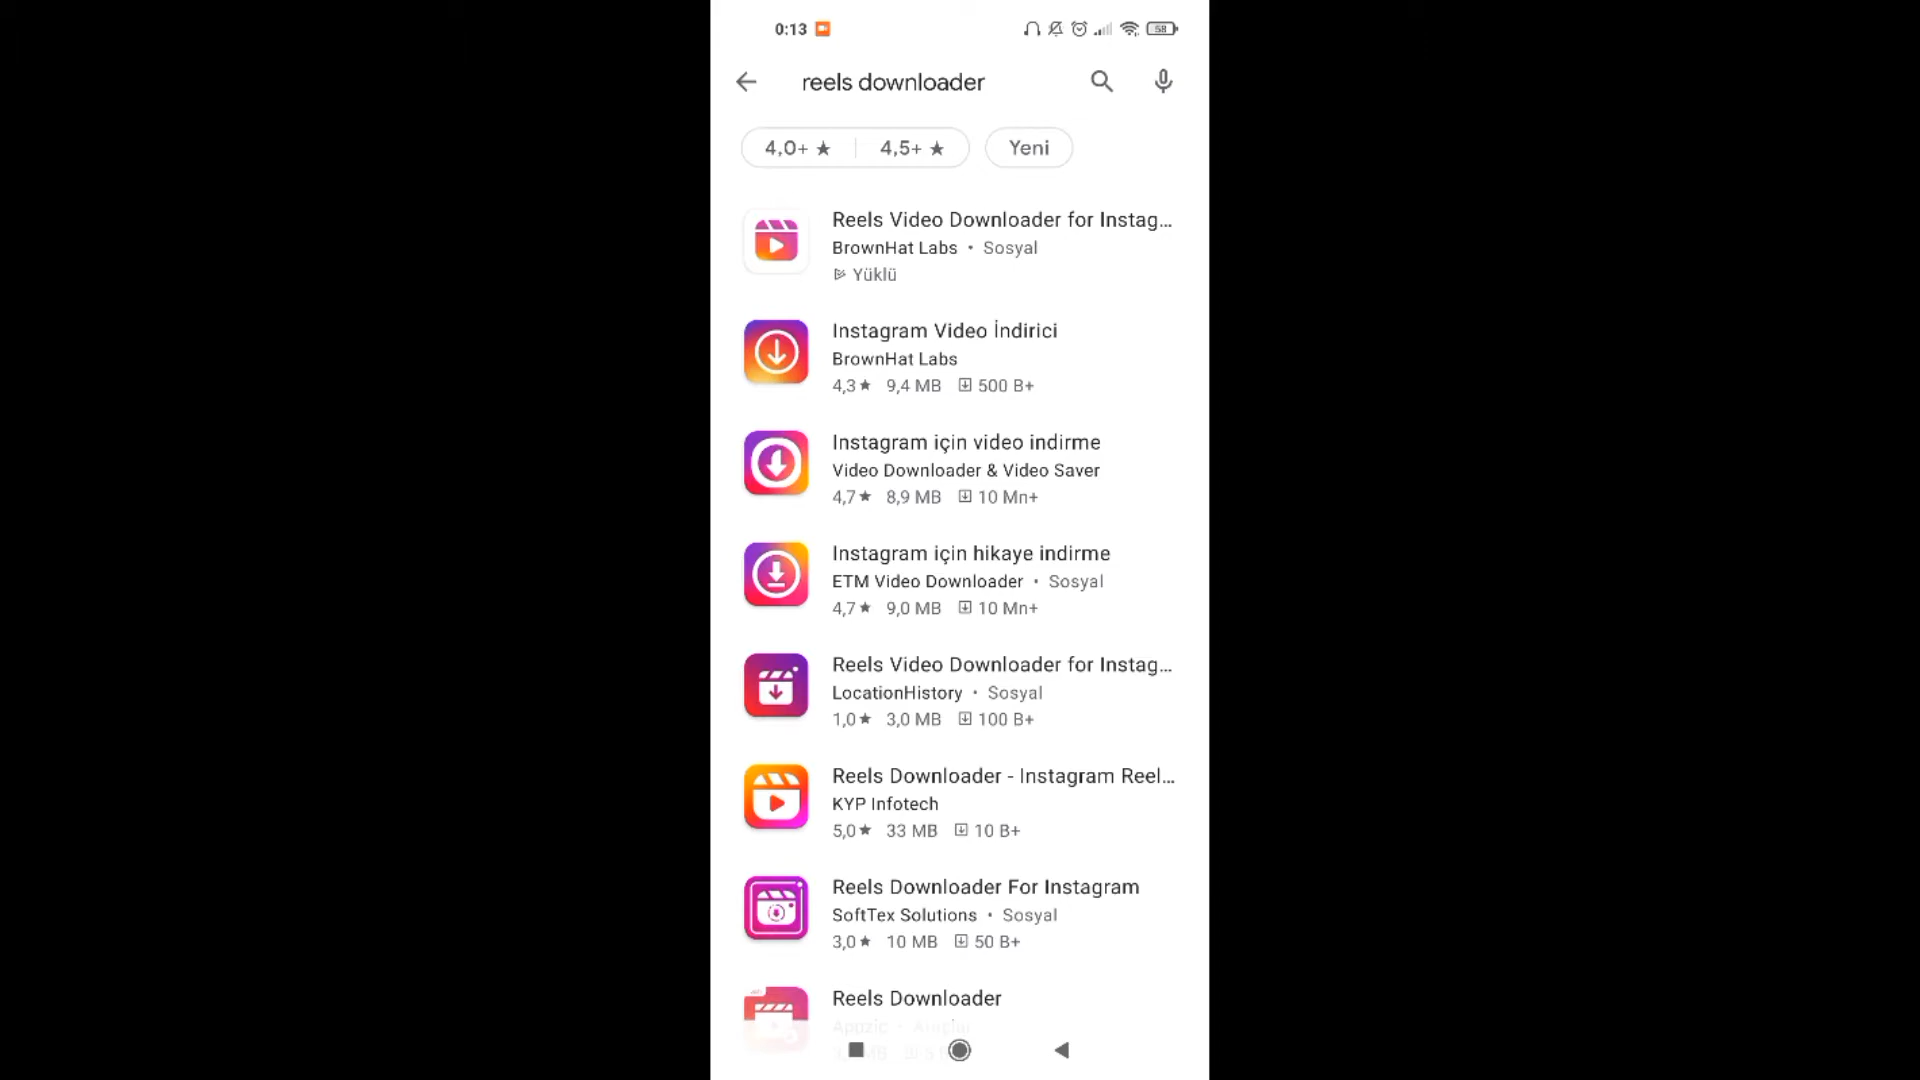 0:13
58
reels downloader
4,0+ ★
4,5+ ★
Yeni
Reels Video Downloader for Instag...
BrownHat Labs • Sosyal
Yüklü
Instagram Video İndirici
BrownHat Labs
4,3★ 9,4 MB 500 B+
Instagram için video indirme
Video Downloader & Video Saver
4,7★ 8,9 MB 10 Mn+
Instagram için hikaye indirme
ETM Video Downloader • Sosyal
4,7★ 9,0 MB 10 Mn+
Reels Video Downloader for Instag...
LocationHistory • Sosyal
1,0★ 3,0 MB 100 B+
Reels Downloader - Instagram Reel...
KYP Infotech
5,0★ 33 MB 10 B+
Reels Downloader For Instagram
SoftTex Solutions • Sosyal
3,0★ 10 MB 50 B+
Reels Downloader